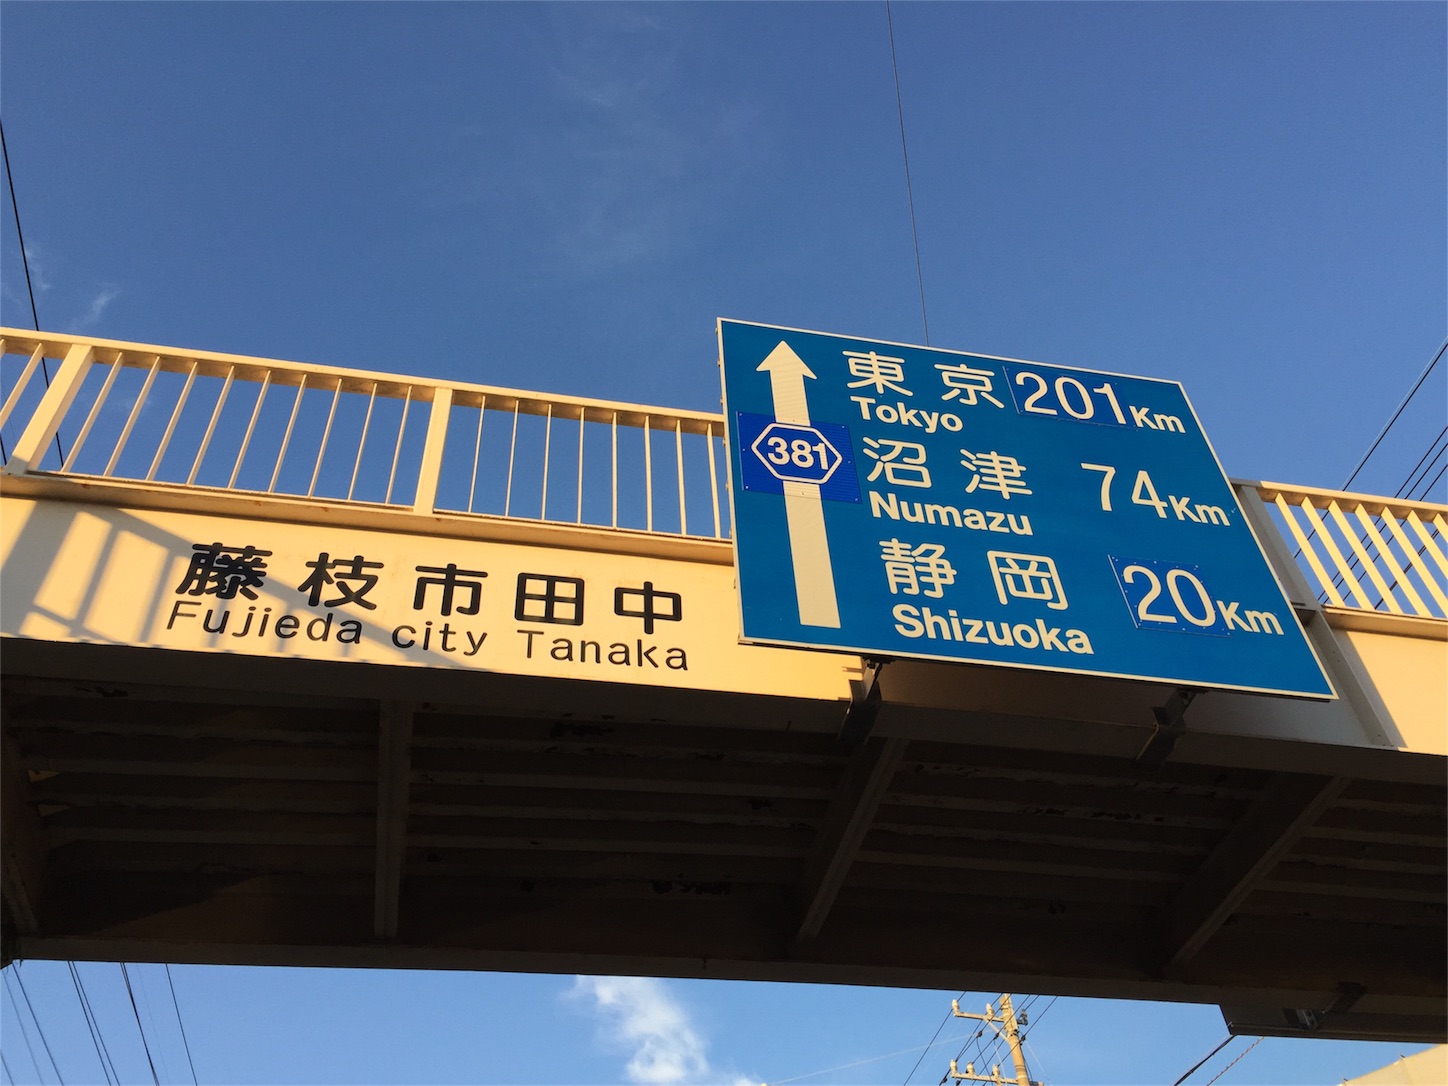 藤枝市田中
Fujieda city Tanaka
381
東京 201Km
Tokyo
沼津 74Km
Numazu
静岡 20Km
Shizuoka